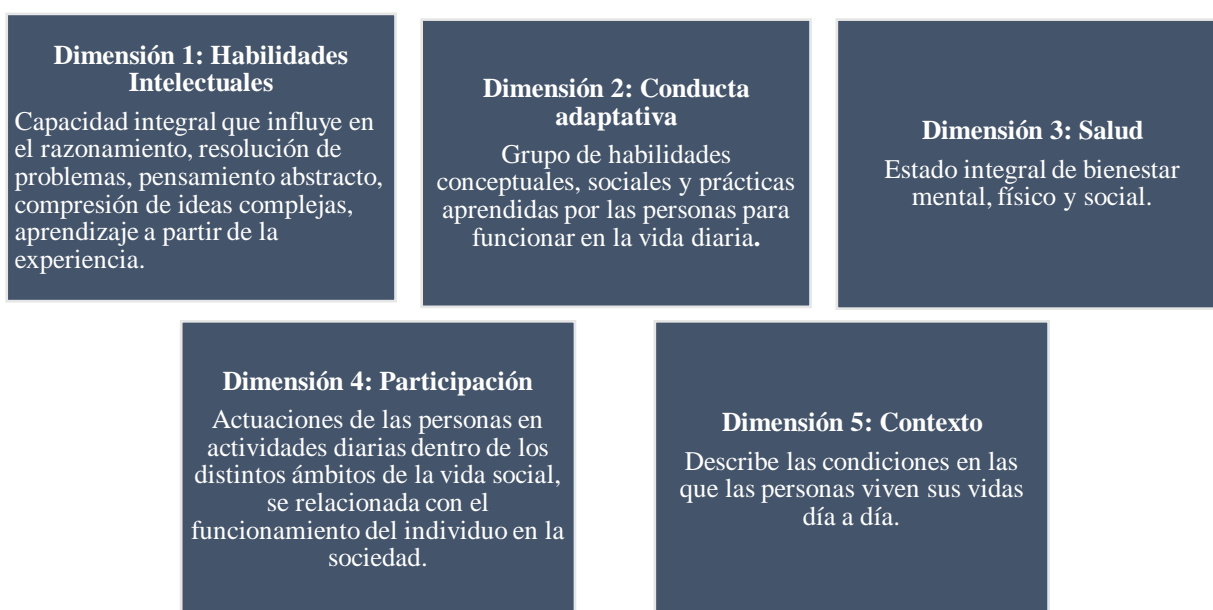 Dimensión 1: Habilidades
Intelectuales
Capacidad integral que influye en
el razonamiento, resolución de
problemas, pensamiento abstracto,
compresión de ideas complejas,
aprendizaje a partir de la
experiencia.
Dimensión 2: Conducta
adaptativa
Grupo de habilidades
conceptuales, sociales y prácticas
aprendidas por las personas para
funcionar en la vida diaria.
Dimensión 3: Salud
Estado integral de bienestar
mental, físico y social.
Dimensión 4: Participación
Actuaciones de las personas en
actividades diarias dentro de los
distintos ámbitos de la vida social,
se relacionada con el
funcionamiento del individuo en la
sociedad.
Dimensión 5: Contexto
Describe las condiciones en las
que las personas viven sus vidas
día a día.